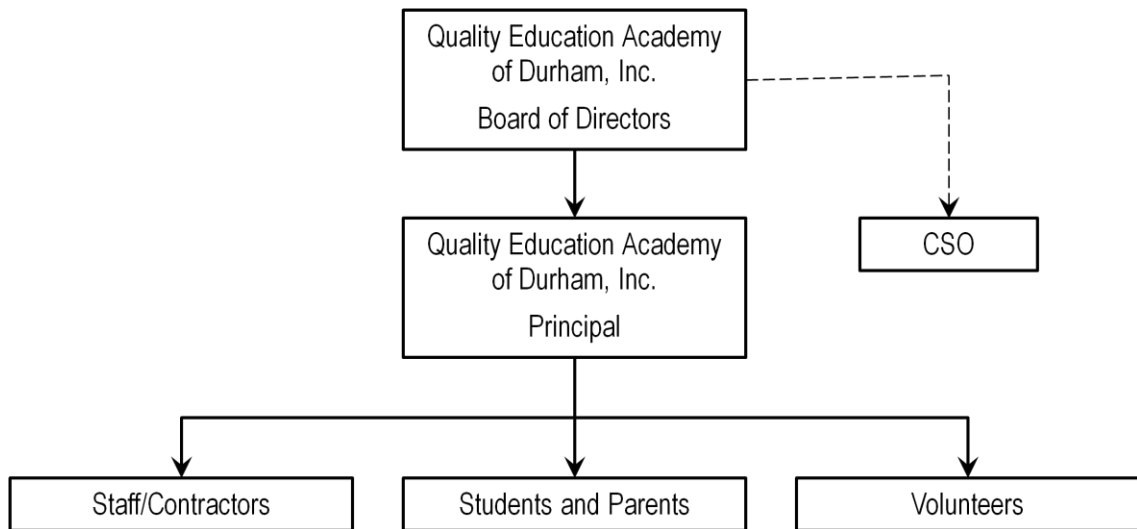 Quality Education Academy
of Durham, Inc.
Board of Directors
CSO
Quality Education Academy
of Durham, Inc.
Principal
Staff/Contractors
Students and Parents
Volunteers